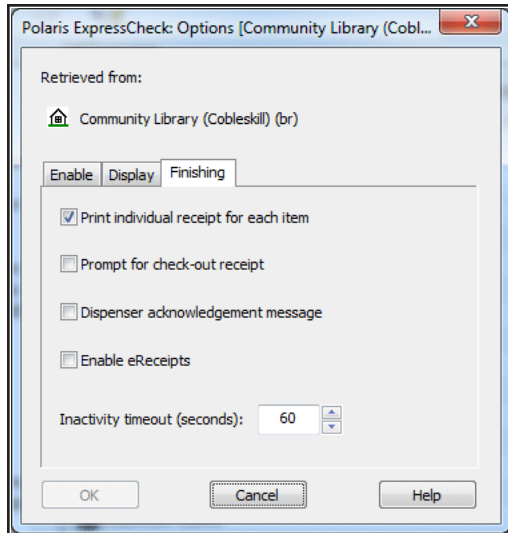 Polaris ExpressCheck: Options [Community Library (Cobl...
Retrieved from:
Community Library (Cobleskill) (br)
Enable Display Finishing
Print individual receipt for each item
Prompt for check-out receipt
Dispenser acknowledgement message
Enable eReceipts
Inactivity timeout (seconds): 60
OK Cancel Help